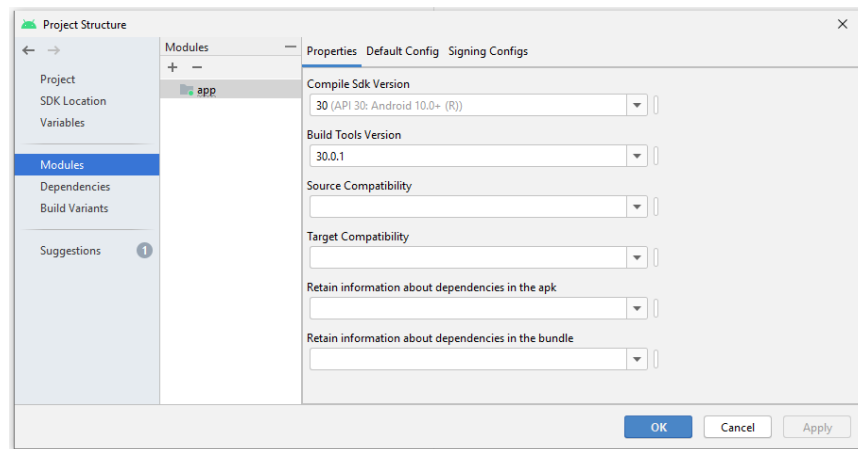 Project Structure
Project
SDK Location
Variables
Modules
Dependencies
Build Variants
Suggestions 1
Modules
app
Properties Default Config Signing Configs
Compile Sdk Version
30 (API 30: Android 10.0+ (R))
Build Tools Version
30.0.1
Source Compatibility
Target Compatibility
Retain information about dependencies in the apk
Retain information about dependencies in the bundle
OK Cancel Apply